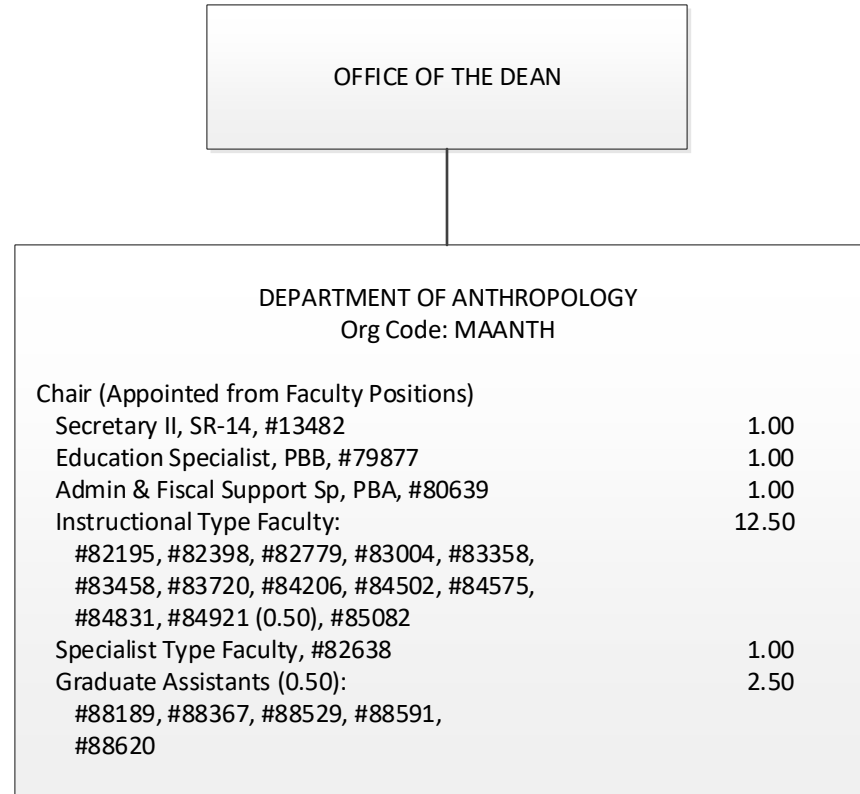 OFFICE OF THE DEAN
DEPARTMENT OF ANTHROPOLOGY
Org Code: MAANTH
Chair (Appointed from Faculty Positions)
Secretary II, SR-14, #13482 1.00
Education Specialist, PBB, #79877 1.00
Admin & Fiscal Support Sp, PBA, #80639 1.00
Instructional Type Faculty: 12.50
#82195, #82398, #82779, #83004, #83358,
#83458, #83720, #84206, #84502, #84575,
#84831, #84921 (0.50), #85082
Specialist Type Faculty, #82638 1.00
Graduate Assistants (0.50): 2.50
#88189, #88367, #88529, #88591,
#88620